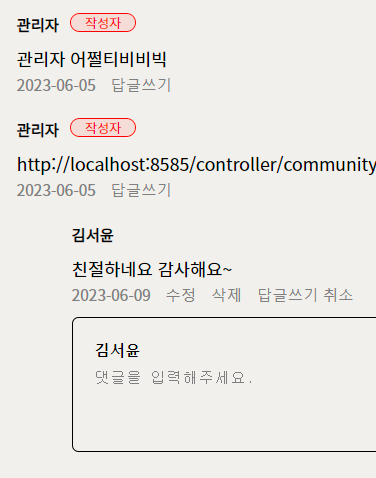 관리자 작성자
관리자 어쩔티비비빅
2023-06-05 답글쓰기
관리자 작성자
http://localhost:8585/controller/community
2023-06-05 답글쓰기
김서윤
친절하네요 감사해요~
2023-06-09 수정 삭제 답글쓰기 취소
김서윤
댓글을 입력해주세요.